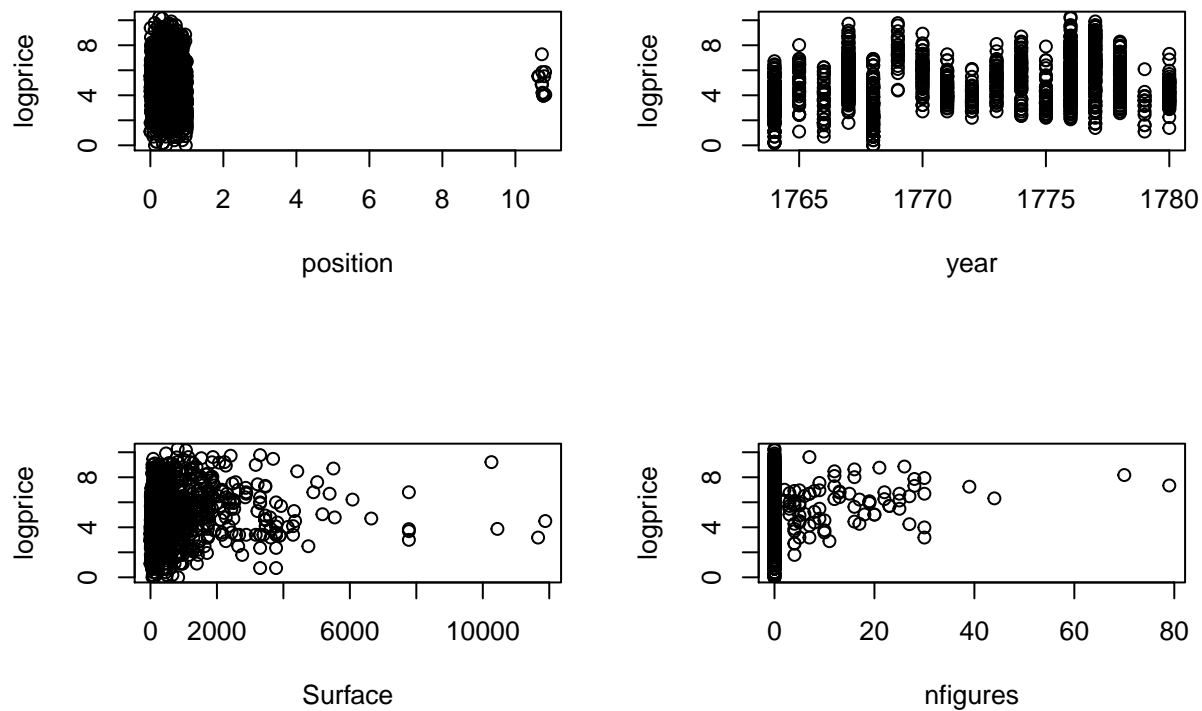 logprice
0 4 8
0 2 4 6 8 10
position
logprice
0 4 8
1765 1770 1775 1780
year
logprice
0 4 8
0 2000 6000 10000
Surface
logprice
0 4 8
0 20 40 60 80
nfigures